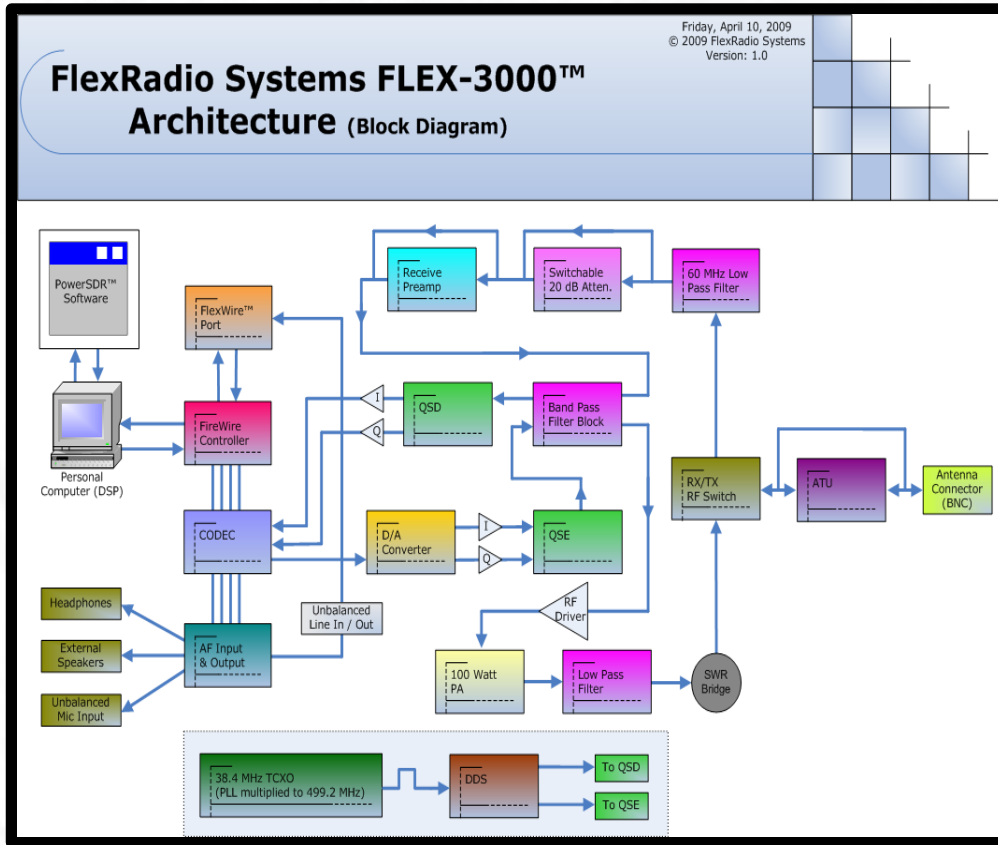 Friday, April 10, 2009
© 2009 FlexRadio Systems
Version: 1.0
FlexRadio Systems FLEX-3000™
Architecture (Block Diagram)
PowerSDR™
Software
FlexWire™
Port
Receive
Preamp
Switchable
20 dB Atten.
60 MHz Low
Pass Filter
Personal
Computer (DSP)
FireWire
Controller
I
Q
QSD
Band Pass
Filter Block
RX/TX
RF Switch
ATU
Antenna
Connector
(BNC)
CODEC
D/A
Converter
I
Q
QSE
Headphones
External
Speakers
Unbalanced
Mic Input
AF Input
& Output
Unbalanced
Line In / Out
RF
Driver
100 Watt
PA
Low Pass
Filter
SWR
Bridge
38.4 MHz TCXO
(PLL multiplied to 499.2 MHz)
DDS
To QSD
To QSE